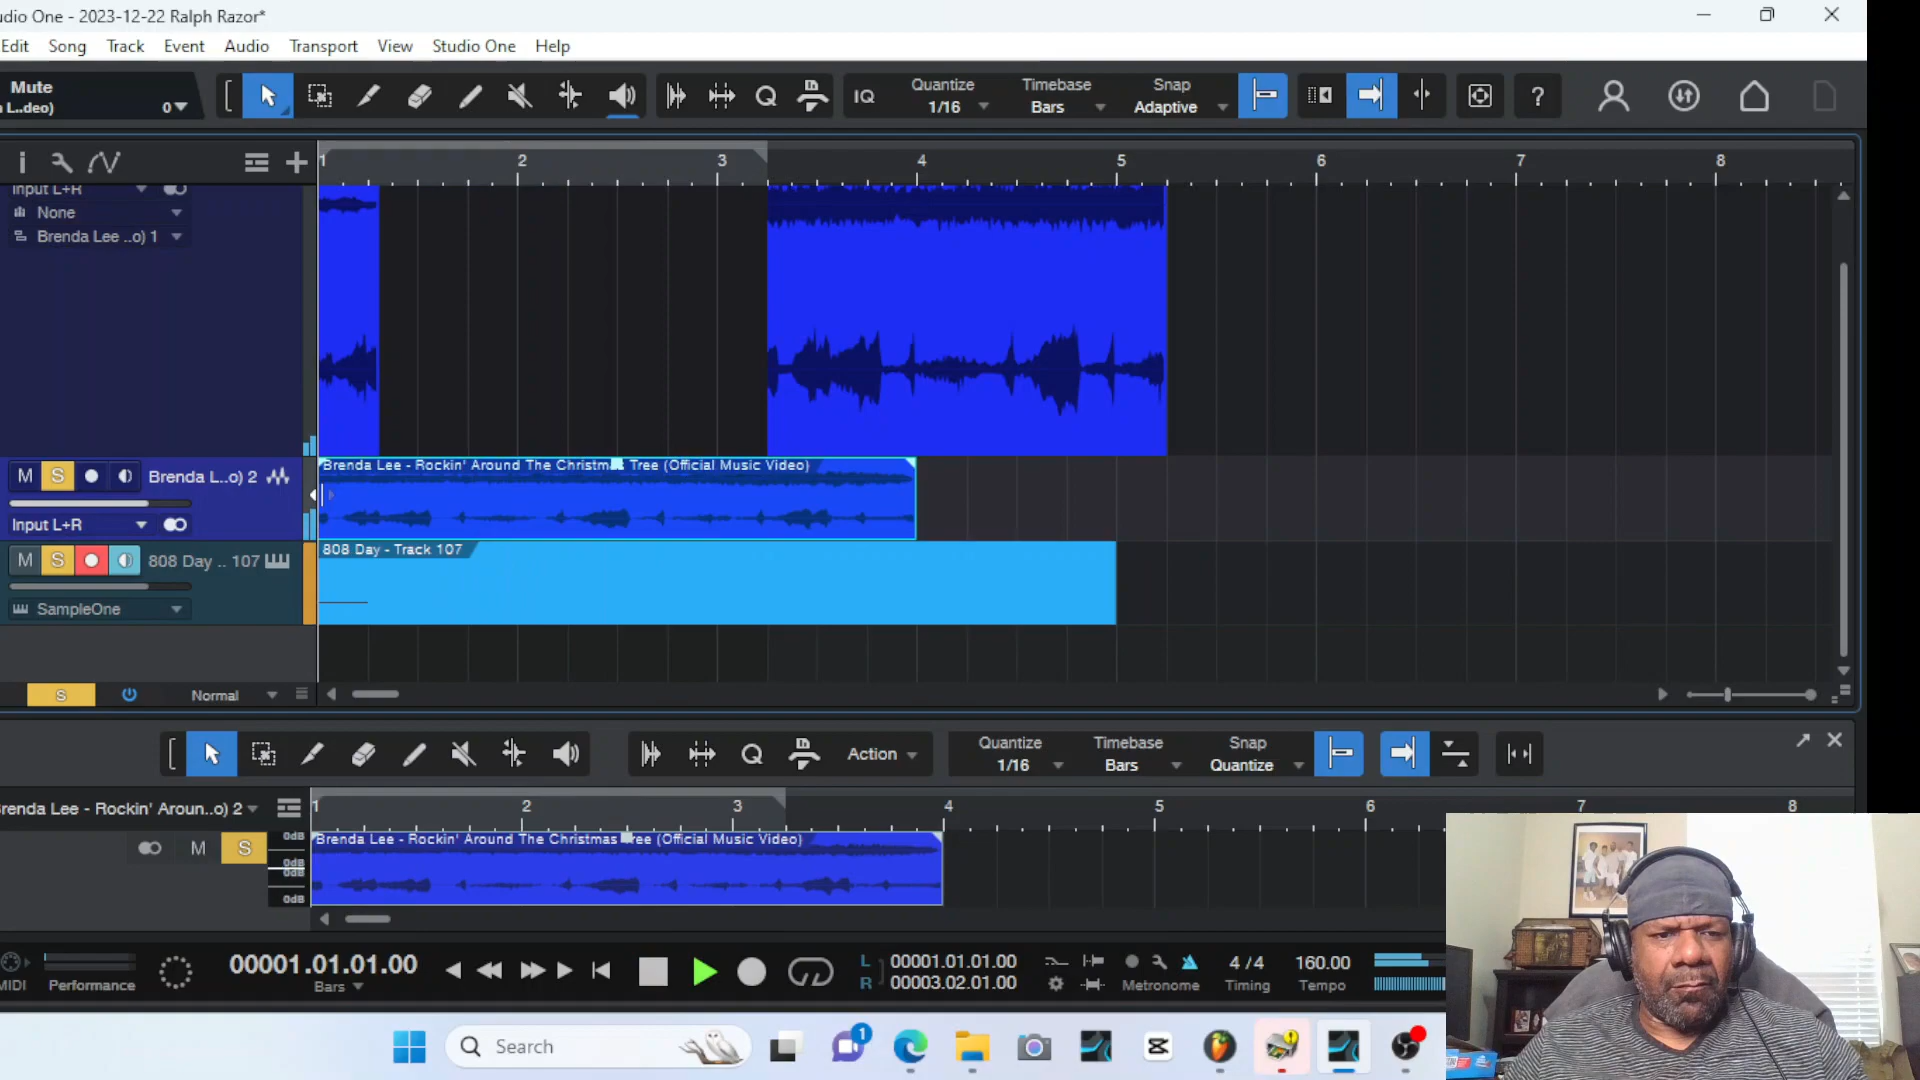 udio One - 2023-12-22 Ralph Razor*
Edit Song Track Event Audio Transport View Studio One Help
Mute
L..deo) 0
IQ Quantize 1/16 Timebase Bars Snap Adaptive ?
1 2 3 4 5 6 7 8
Input L+R
None
Brenda Lee ..o) 1
M S Brenda L..o) 2
Brenda Lee - Rockin' Around The Christmas Tree (Official Music Video)
Input L+R
M S 808 Day .. 107
808 Day - Track 107
SampleOne
S Normal
Q Action Quantize 1/16 Timebase Bars Snap Quantize
renda Lee - Rockin' Aroun..o) 2
1 2 3 4 5 6 7 8
M S
0dB
0dB
0dB
0dB
Brenda Lee - Rockin' Around The Christmas Tree (Official Music Video)
MIDI Performance
00001.01.01.00
Bars
L 00001.01.01.00
R 00003.02.01.00
Metronome
4 / 4
Timing
160.00
Tempo
Search
1